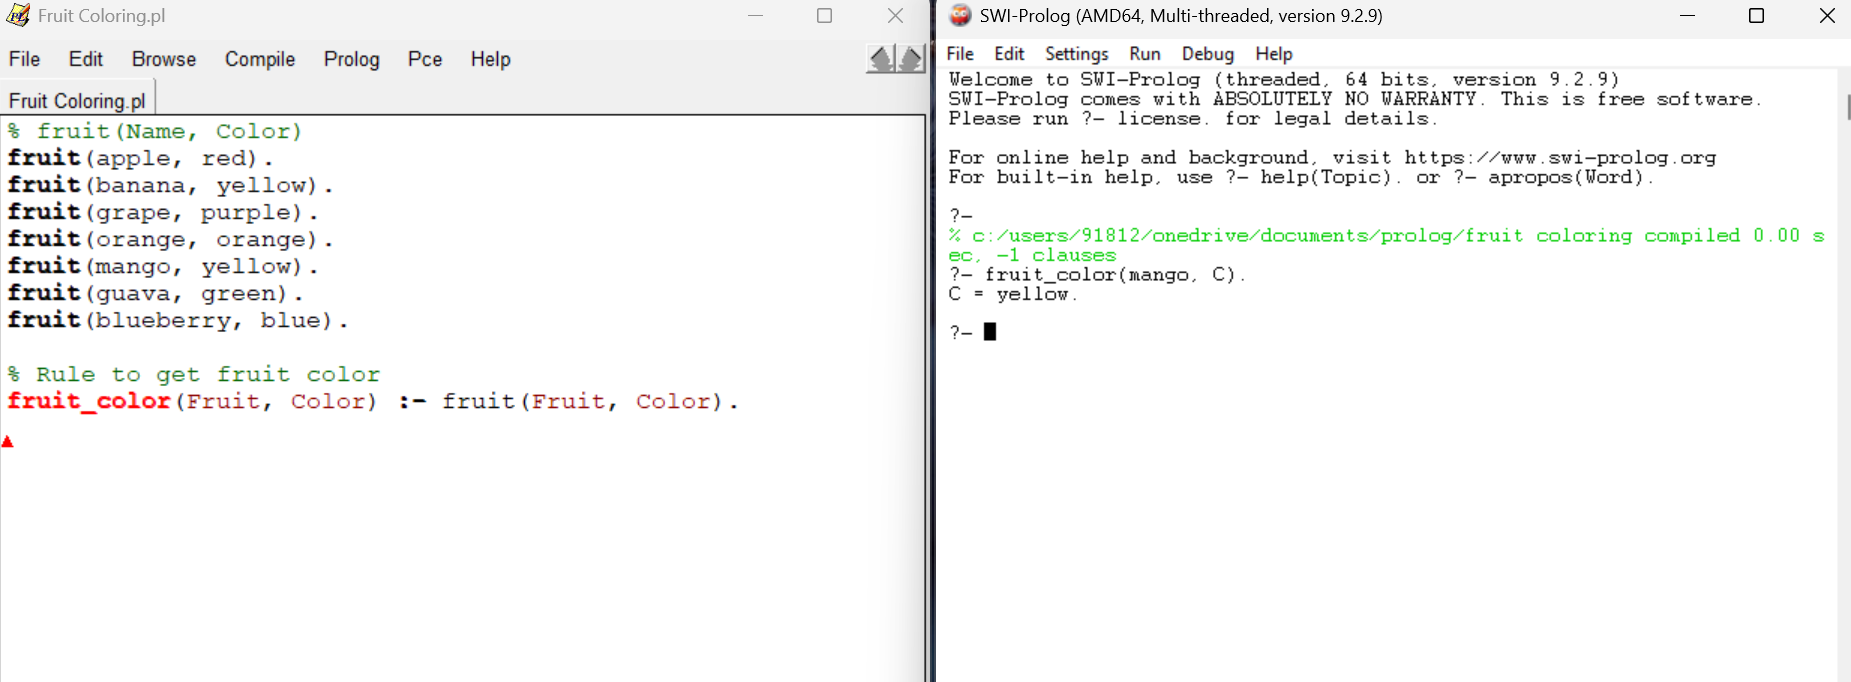 Fruit Coloring.pl
File Edit Browse Compile Prolog Pce Help
Fruit Coloring.pl
% fruit(Name, Color)
fruit(apple, red).
fruit(banana, yellow).
fruit(grape, purple).
fruit(orange, orange).
fruit(mango, yellow).
fruit(guava, green).
fruit(blueberry, blue).
% Rule to get fruit color
fruit_color(Fruit, Color) :- fruit(Fruit, Color).
SWI-Prolog (AMD64, Multi-threaded, version 9.2.9)
File Edit Settings Run Debug Help
Welcome to SWI-Prolog (threaded, 64 bits, version 9.2.9)
SWI-Prolog comes with ABSOLUTELY NO WARRANTY. This is free software.
Please run ?- license. for legal details.
For online help and background, visit https://www.swi-prolog.org
For built-in help, use ?- help(Topic). or ?- apropos(Word).
?-
% c:/users/91812/onedrive/documents/prolog/fruit coloring compiled 0.00 s
ec, -1 clauses
?- fruit_color(mango, C).
C = yellow.
?-